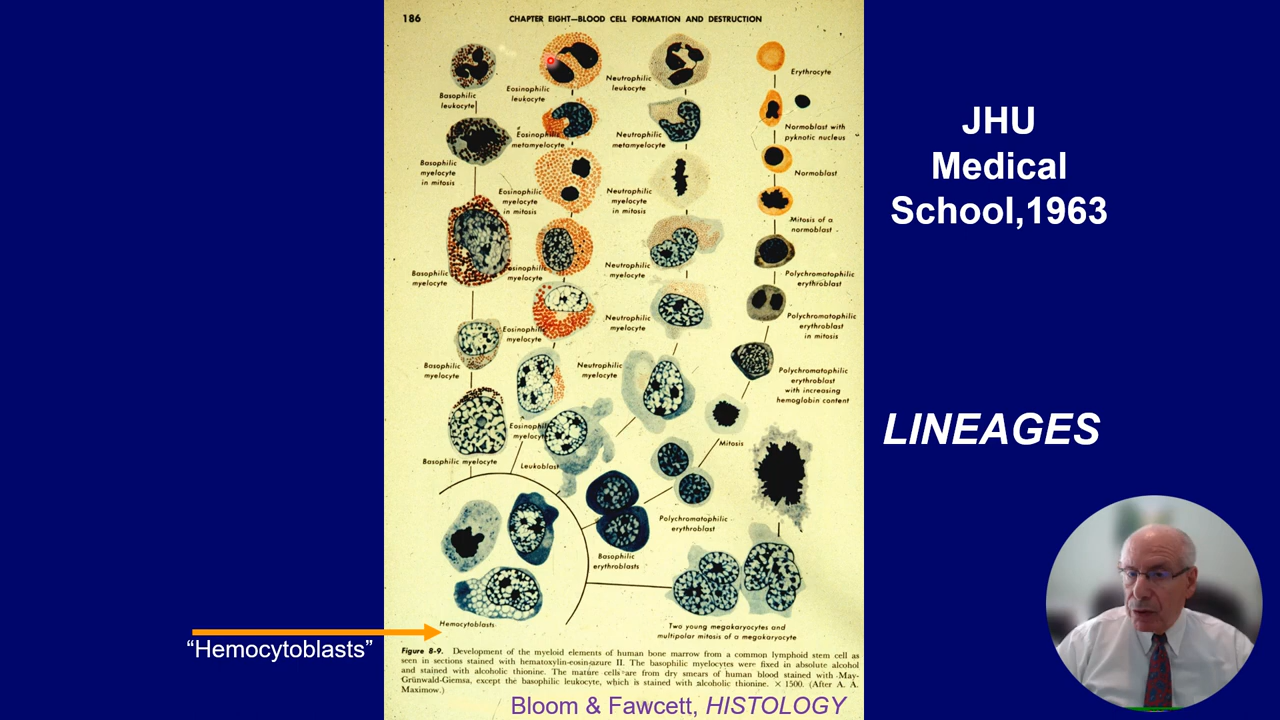 186
CHAPTER EIGHT—BLOOD CELL FORMATION AND DESTRUCTION
Basophilic
leukocyte
Eosinophilic
leukocyte
Neutrophilic
leukocyte
Erythrocyte
Basophilic
myelocyte
in mitosis
Eosinophilic
metamyelocyte
Neutrophilic
metamyelocyte
Normoblast with
pyknotic nucleus
Eosinophilic
myelocyte
in mitosis
Neutrophilic
myelocyte
in mitosis
Normoblast
Mitosis of a
normoblast
Basophilic
myelocyte
Eosinophilic
myelocyte
Neutrophilic
myelocyte
Polychromatophilic
erythroblast
Basophilic
myelocyte
Eosinophilic
myelocyte
Neutrophilic
myelocyte
Polychromatophilic
erythroblast
in mitosis
Neutrophilic
myelocyte
Polychromatophilic
erythroblast
with increasing
hemoglobin content
Basophilic myelocyte
Eosinophilic
myelocyte
Leukoblast
Mitosis
Polychromatophilic
erythroblast
Basophilic
erythroblasts
Hemocytoblasts
Two young megakaryocytes and
multipolar mitosis of a megakaryocyte
Figure 8-9. Development of the myeloid elements of human bone marrow from a common lymphoid stem cell as
seen in sections stained with hematoxylin-eosin-azure II. The basophilic myelocytes were fixed in absolute alcohol
and stained with alcoholic thionine. The mature cells are from dry smears of human blood stained with May-
Grünwald-Giemsa, except the basophilic leukocyte, which is stained with alcoholic thionine. × 1500. (After A. A.
Maximow.)
Bloom & Fawcett, HISTOLOGY
“Hemocytoblasts”
JHU
Medical
School,1963
LINEAGES